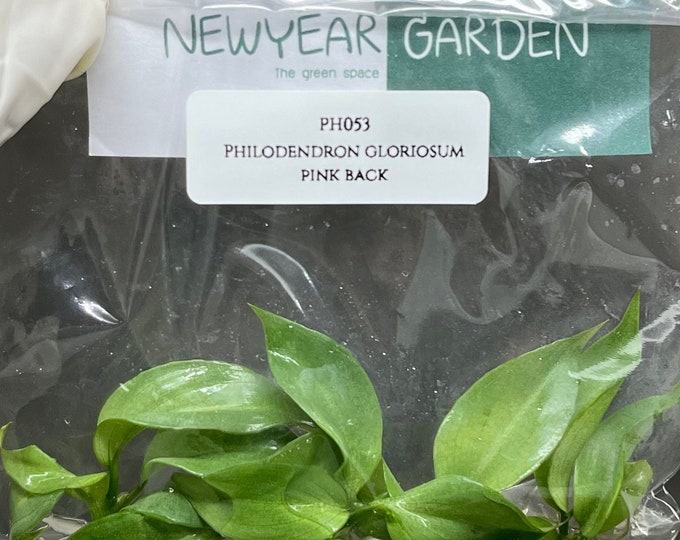 NEWYEAR GARDEN
The green space
PH053
PHILODENDRON GLORIOSUM
PINK BACK